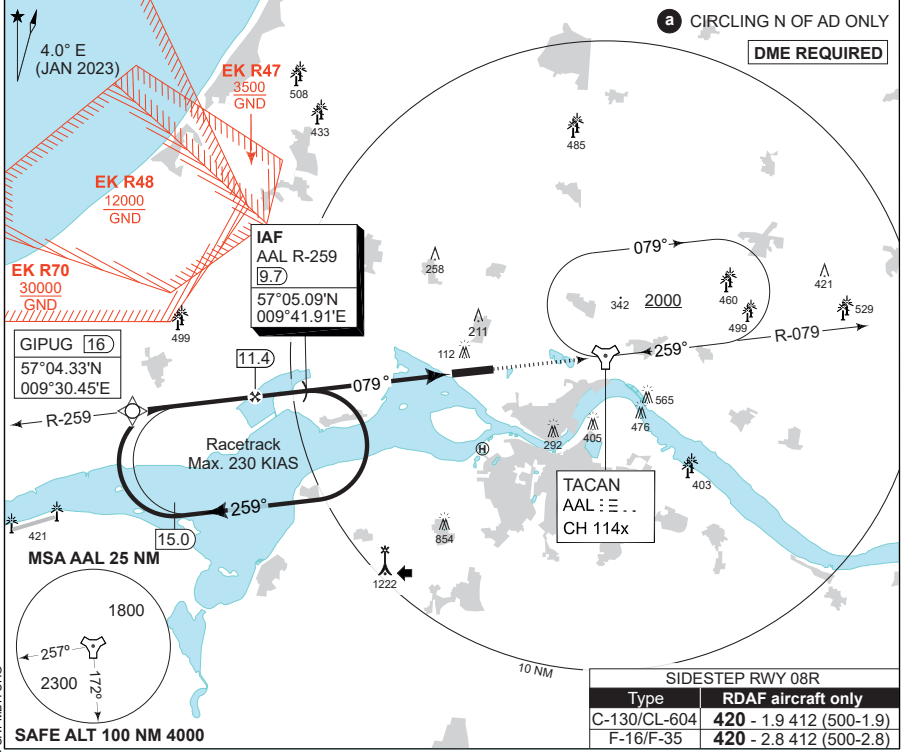 a CIRCLING N OF AD ONLY
DME REQUIRED
4.0° E
(JAN 2023)
EK R47
3500
GND
508
433
485
EK R48
12000
GND
EK R70
30000
GND
499
IAF
AAL R-259
9.7
57°05.09'N
009°41.91'E
258
211
112
079°
342
2000
460
499
421
529
259°
R-079
GIPUG 16
57°04.33'N
009°30.45'E
11.4
079°
R-259
Racetrack
Max. 230 KIAS
259°
15.0
H
292
405
565
476
403
TACAN
AAL
CH 114x
854
1222
421
MSA AAL 25 NM
1800
257°
172°
2300
SAFE ALT 100 NM 4000
10 NM
SIDESTEP RWY 08R
Type RDAF aircraft only
C-130/CL-604 420 - 1.9 412 (500-1.9)
F-16/F-35 420 - 2.8 412 (500-2.8)